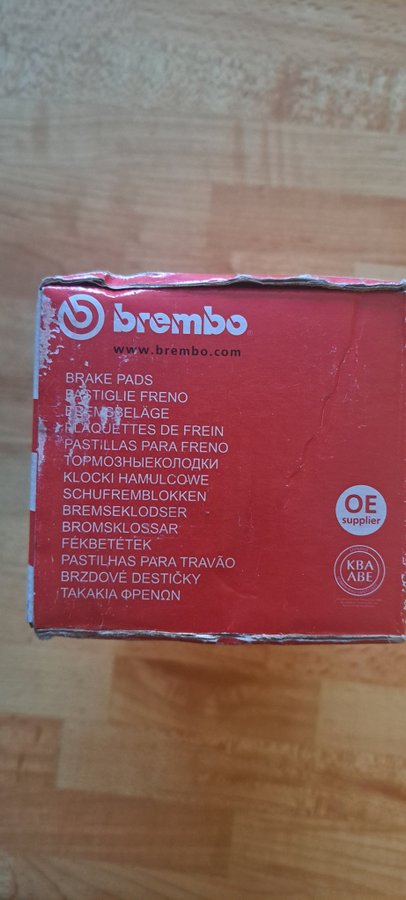 brembo
www.brembo.com
BRAKE PADS
PASTIGLIE FRENO
BREMSBELÄGE
PLAQUETTES DE FREIN
PASTILLAS PARA FRENO
ТОРМОЗНЫЕКОЛОДКИ
KLOCKI HAMULCOWE
SCHUFREMBLOKKEN
BREMSEKLODSER
BROMSKLOSSAR
FÉKBETÉTEK
PASTILHAS PARA TRAVÃO
BRZDOVÉ DESTIČKY
ΤΑΚΑΚΙΑ ΦΡΕΝΩΝ
OE
supplier
KBA
ABE